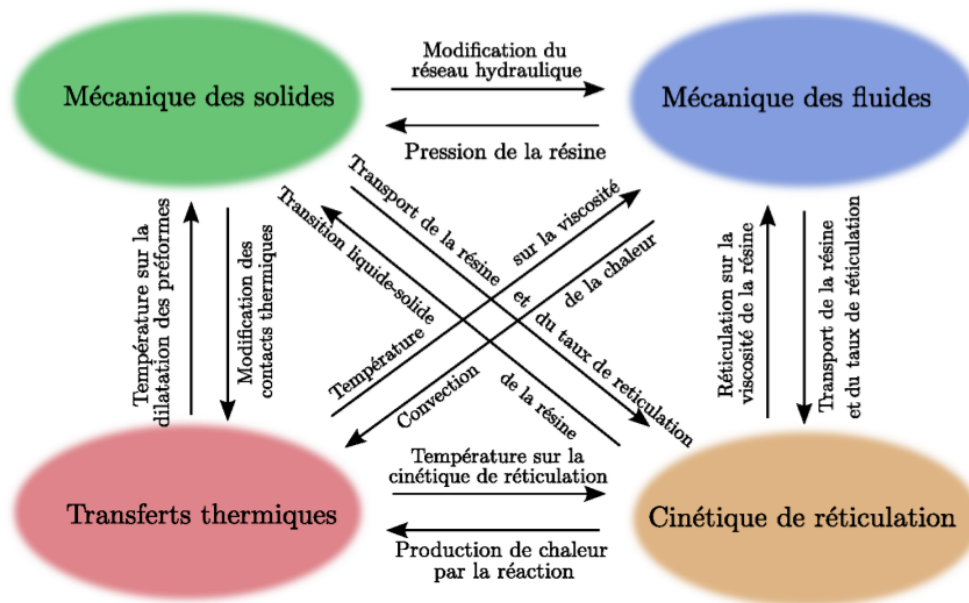 Mécanique des solides
Modification du
réseau hydraulique
Mécanique des fluides
Pression de la résine
Température sur la
dilatation des préformes
Modification des
contacts thermiques
Transport de la résine et du taux de reticulation
Transition liquide-solide de la résine
Température sur la viscosité
Convection de la chaleur
Réticulation sur la
viscosité de la résine
Transport de la résine
et du taux de réticulation
Transferts thermiques
Température sur la
cinétique de réticulation
Cinétique de réticulation
Production de chaleur
par la réaction